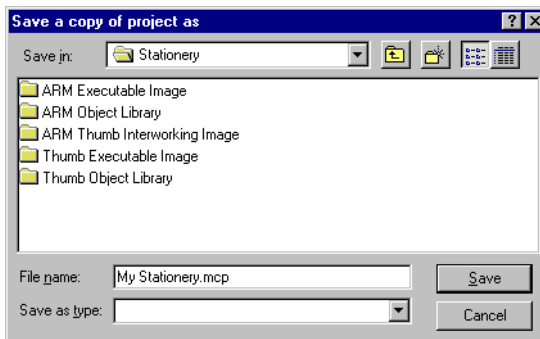 Save a copy of project as
Save in: Stationery
ARM Executable Image
ARM Object Library
ARM Thumb Interworking Image
Thumb Executable Image
Thumb Object Library
File name: My Stationery.mcp Save
Save as type: Cancel